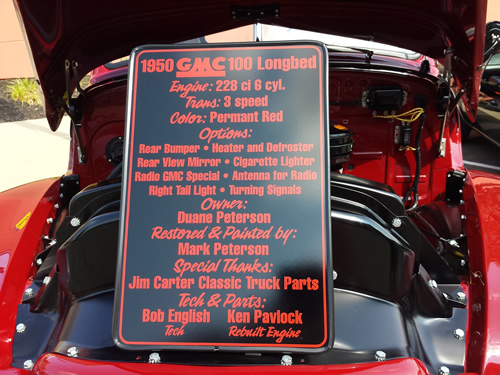 1950 GMC 100 Longbed
Engine: 228 ci 6 cyl.
Trans: 3 speed
Color: Permant Red
Options:
Rear Bumper • Heater and Defroster
Rear View Mirror • Cigarette Lighter
Radio GMC Special • Antenna for Radio
Right Tail Light • Turning Signals
Owner:
Duane Peterson
Restored & Painted by:
Mark Peterson
Special Thanks:
Jim Carter Classic Truck Parts
Tech & Parts:
Bob English Ken Pavlock
Tech Rebuilt Engine